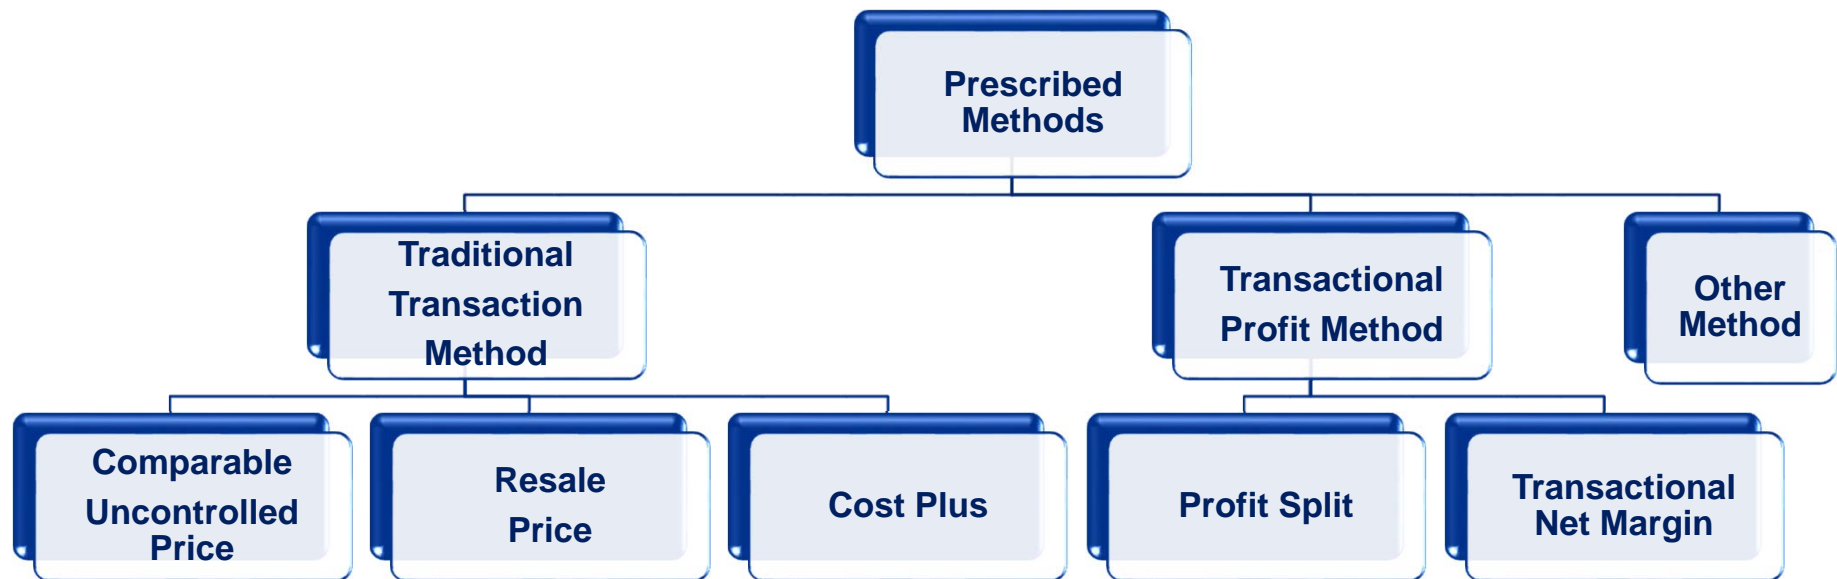 Prescribed
Methods
Traditional
Transaction
Method
Transactional
Profit Method
Other
Method
Comparable
Uncontrolled
Price
Resale
Price
Cost Plus
Profit Split
Transactional
Net Margin